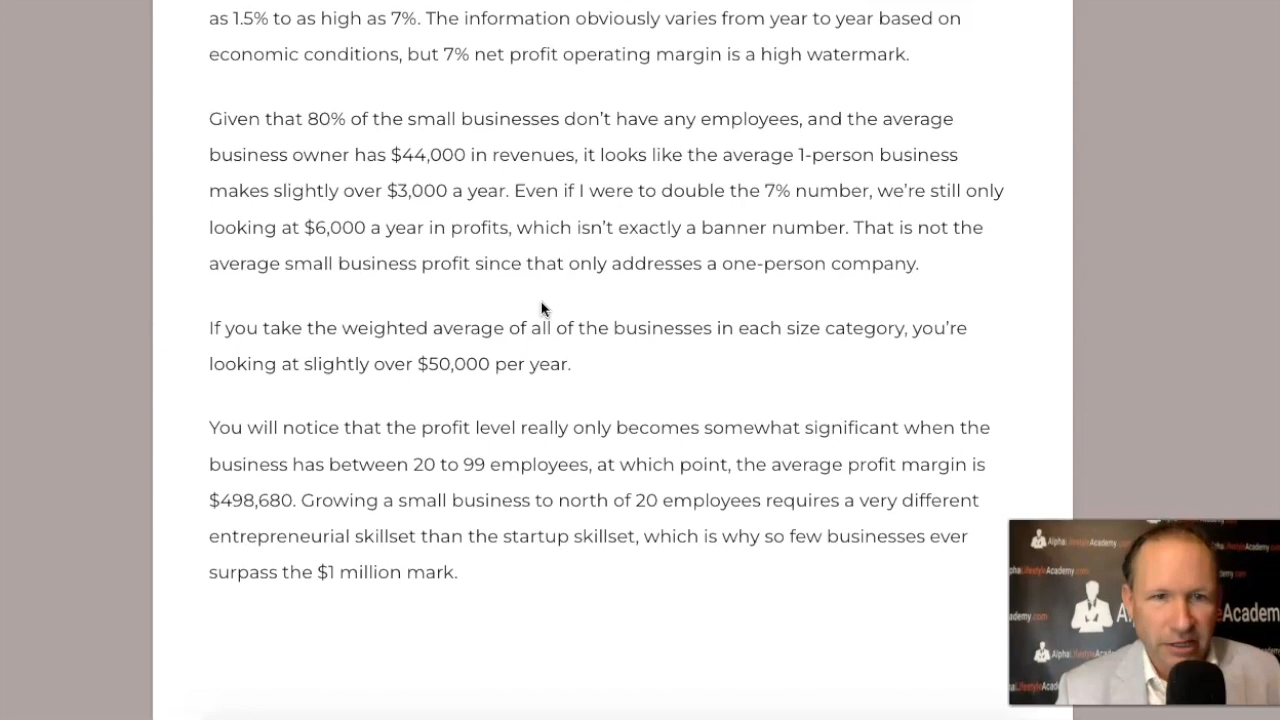 as 1.5% to as high as 7%. The information obviously varies from year to year based on
economic conditions, but 7% net profit operating margin is a high watermark.
Given that 80% of the small businesses don’t have any employees, and the average
business owner has $44,000 in revenues, it looks like the average 1-person business
makes slightly over $3,000 a year. Even if I were to double the 7% number, we’re still only
looking at $6,000 a year in profits, which isn’t exactly a banner number. That is not the
average small business profit since that only addresses a one-person company.
If you take the weighted average of all of the businesses in each size category, you’re
looking at slightly over $50,000 per year.
You will notice that the profit level really only becomes somewhat significant when the
business has between 20 to 99 employees, at which point, the average profit margin is
$498,680. Growing a small business to north of 20 employees requires a very different
entrepreneurial skillset than the startup skillset, which is why so few businesses ever
surpass the $1 million mark.
AlphaLifestyleAcademy.com
phaLifestyleAcademy.com
ademy.com
eAcadem